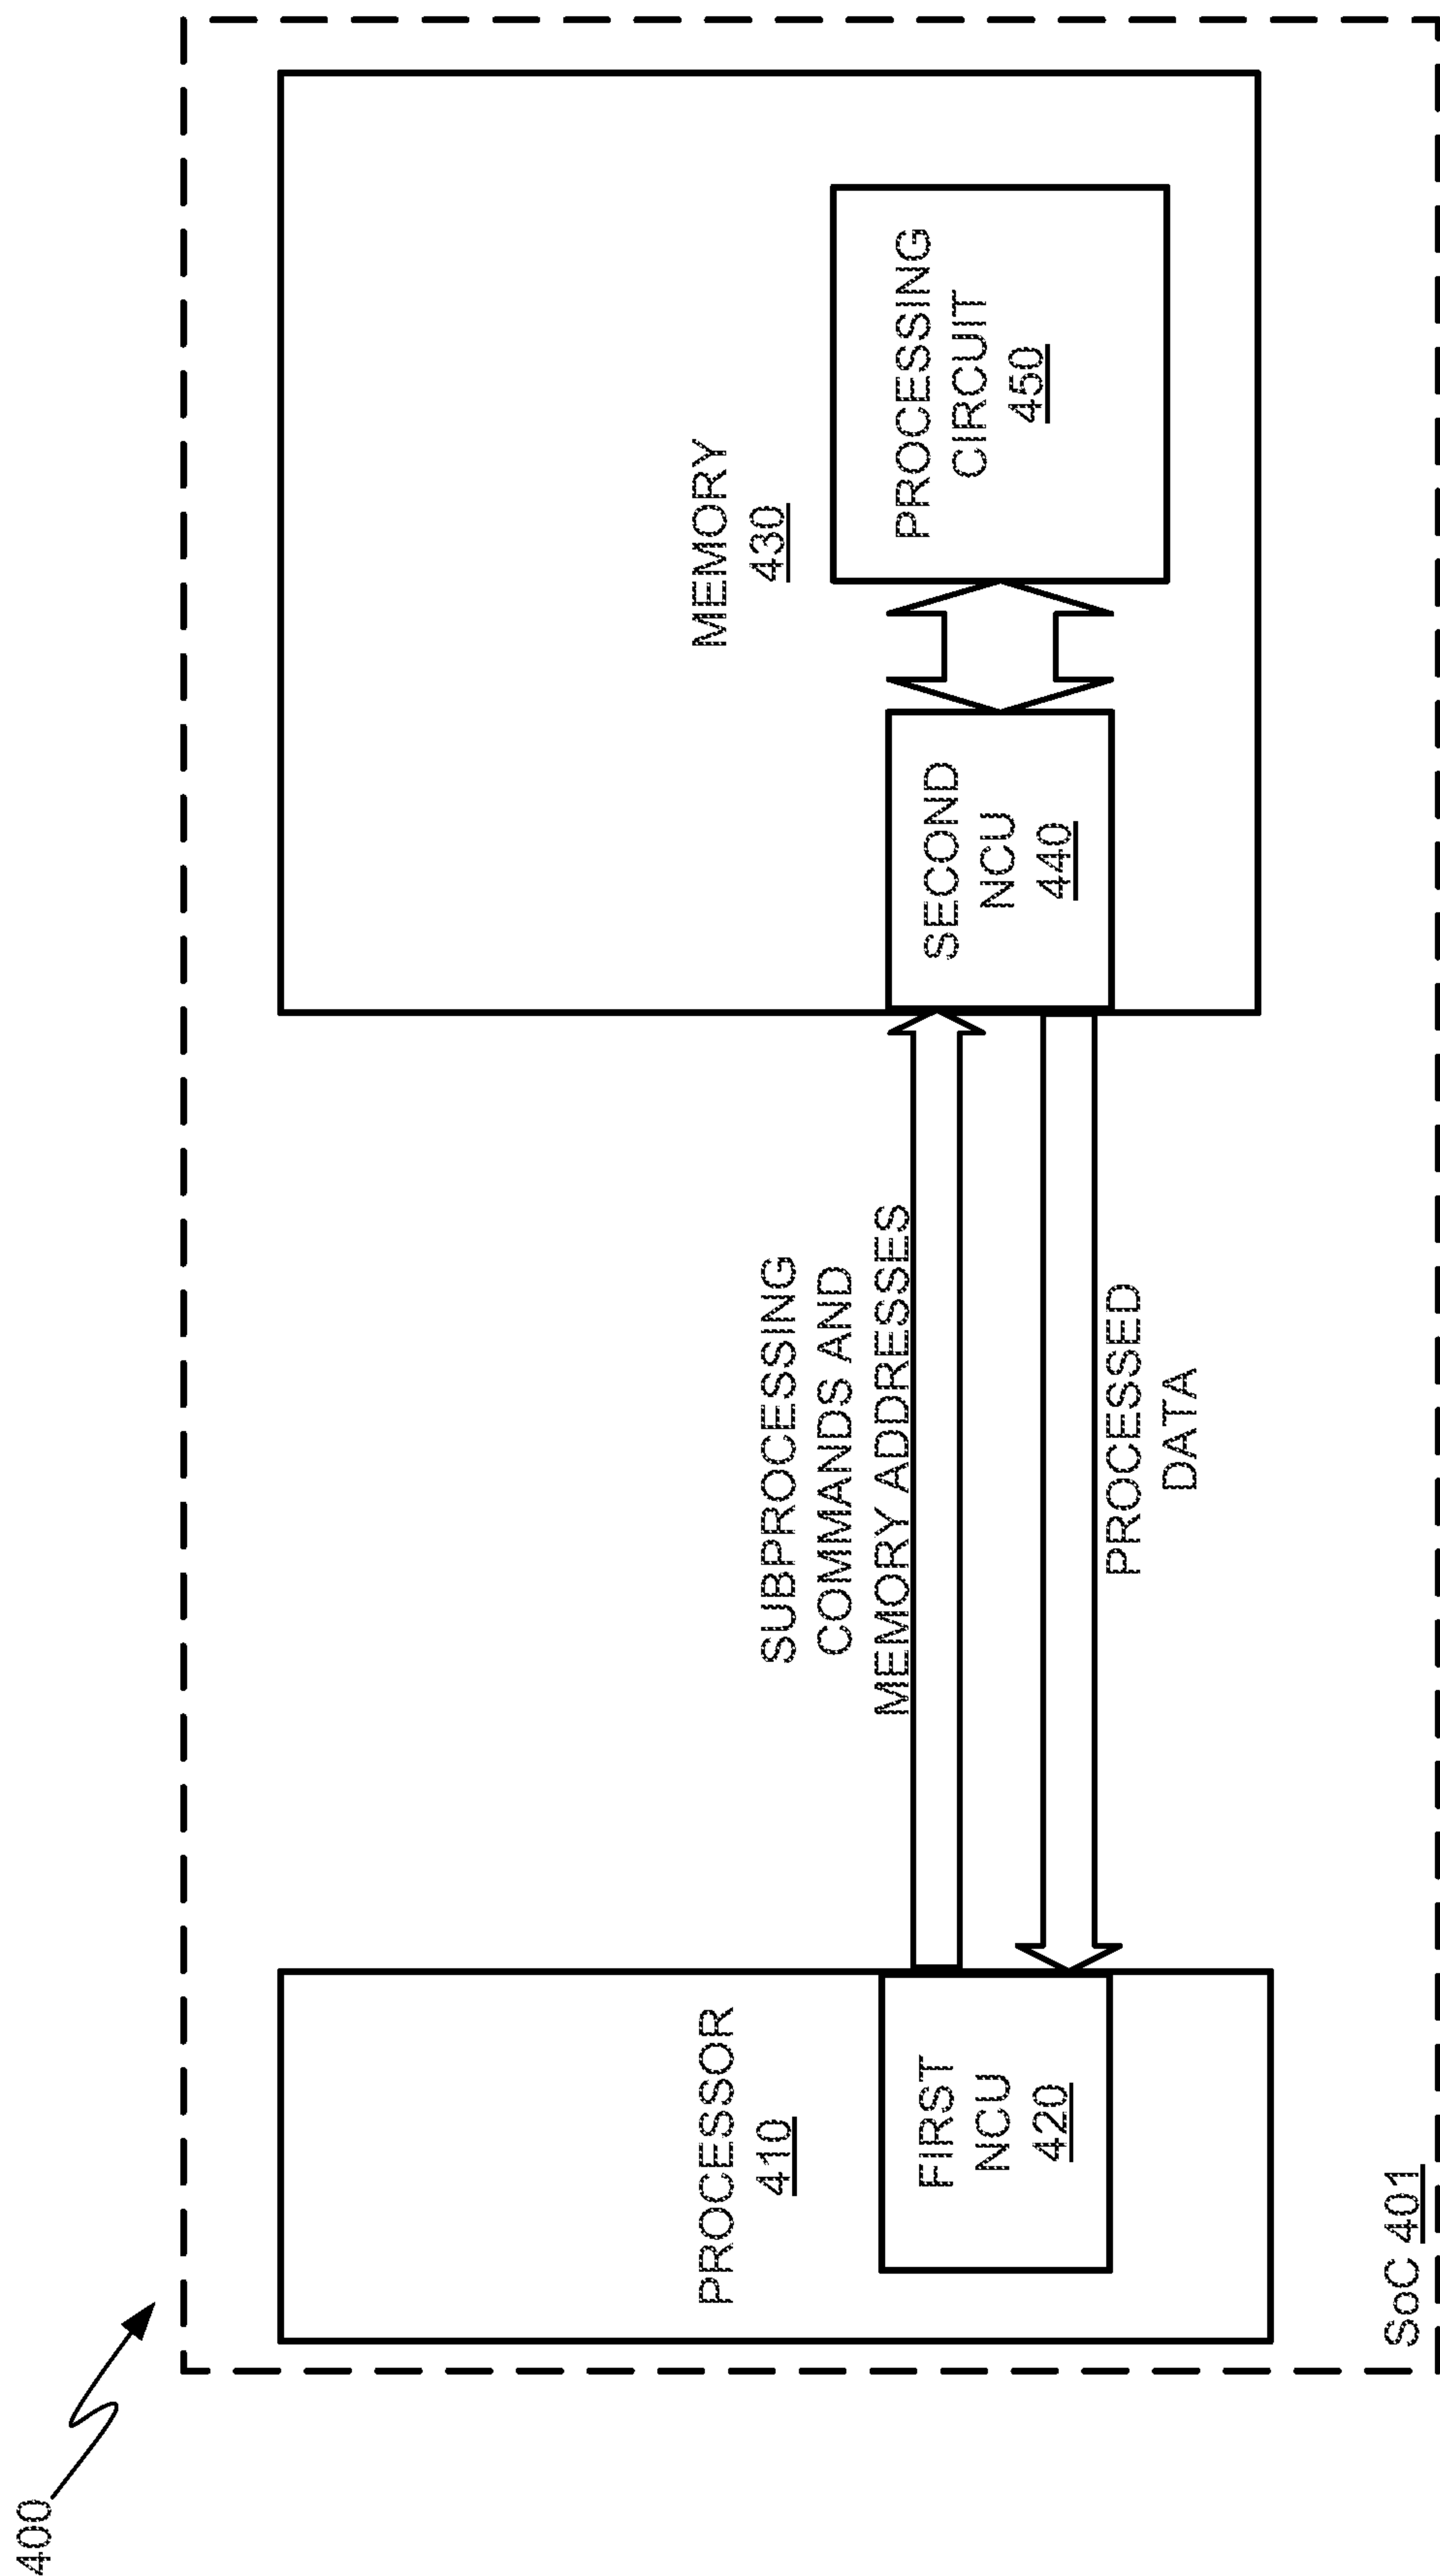 400
PROCESSOR
410
FIRST
NCU
420
SUBPROCESSING
COMMANDS AND
MEMORY ADDRESSES
PROCESSED
DATA
MEMORY
430
SECOND
NCU
440
PROCESSING
CIRCUIT
450
SoC 401